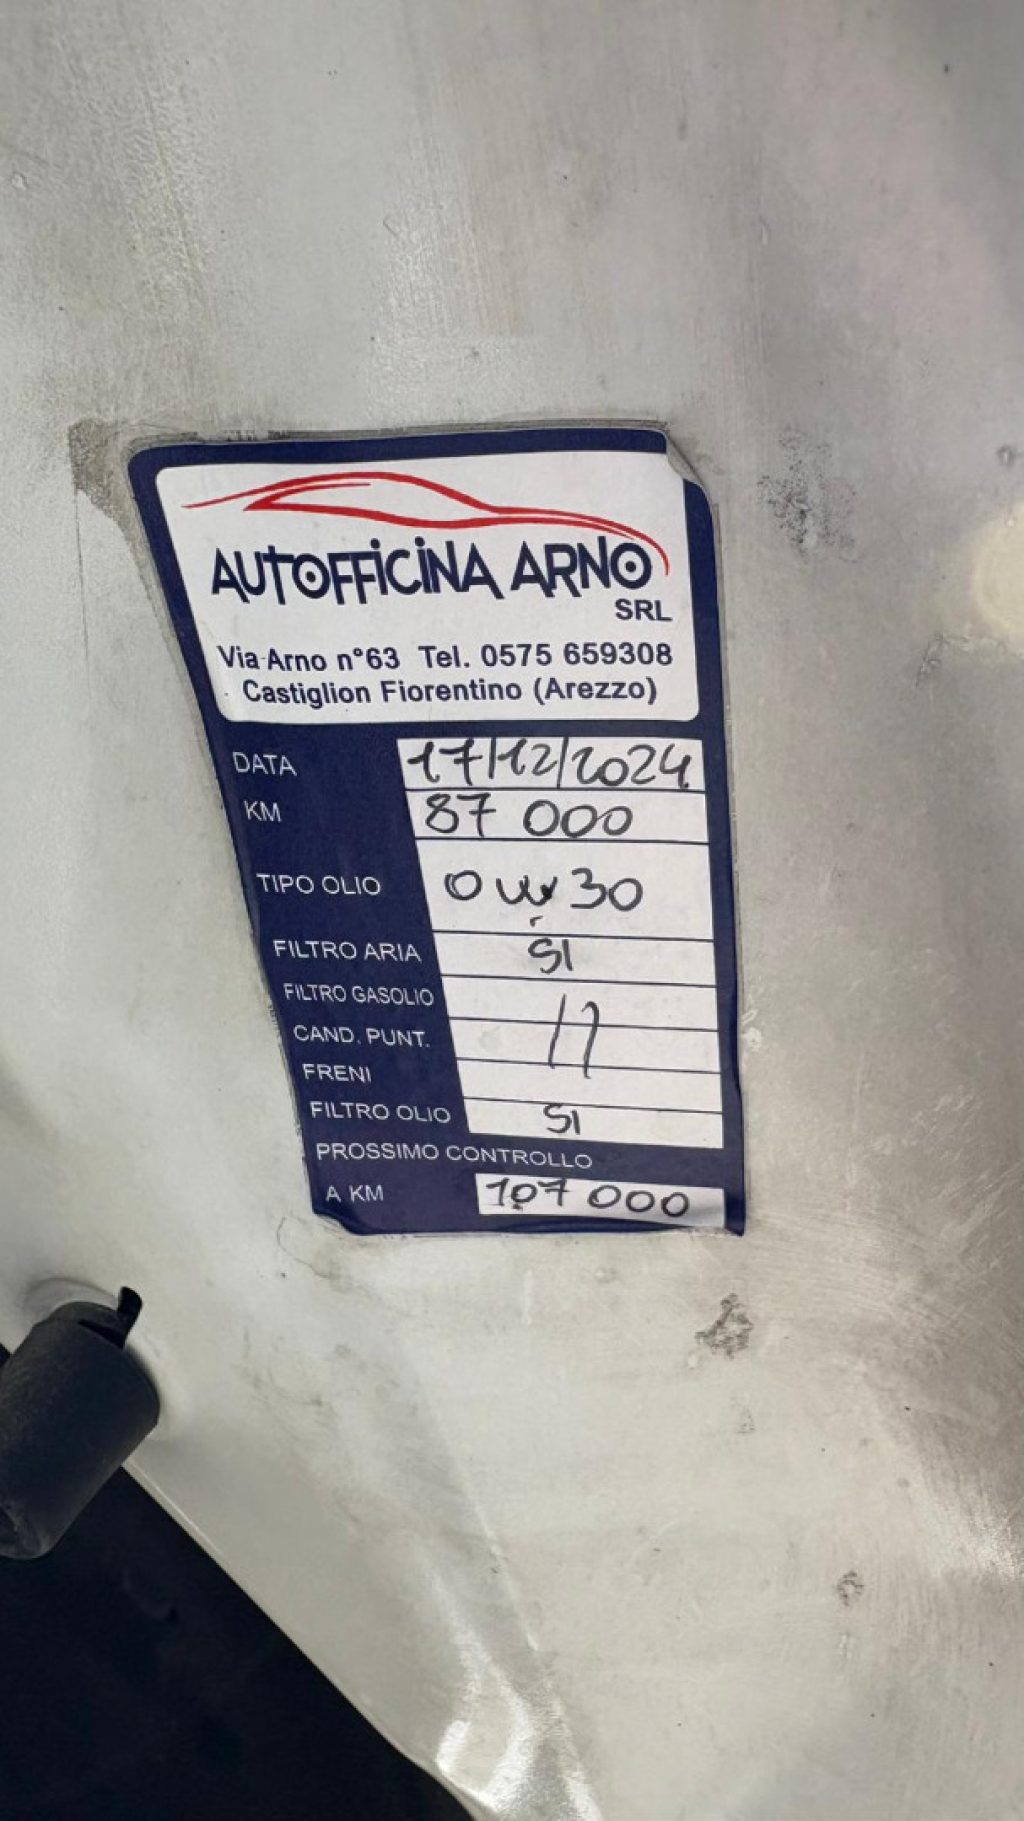 AUTOFFICINA ARNO
SRL
Via Arno n°63 Tel. 0575 659308
Castiglion Fiorentino (Arezzo)
DATA 17/12/2024
KM 87 000
TIPO OLIO 0W30
FILTRO ARIA SI
FILTRO GASOLIO
CAND. PUNT. //
FRENI
FILTRO OLIO SI
PROSSIMO CONTROLLO
A KM 107 000